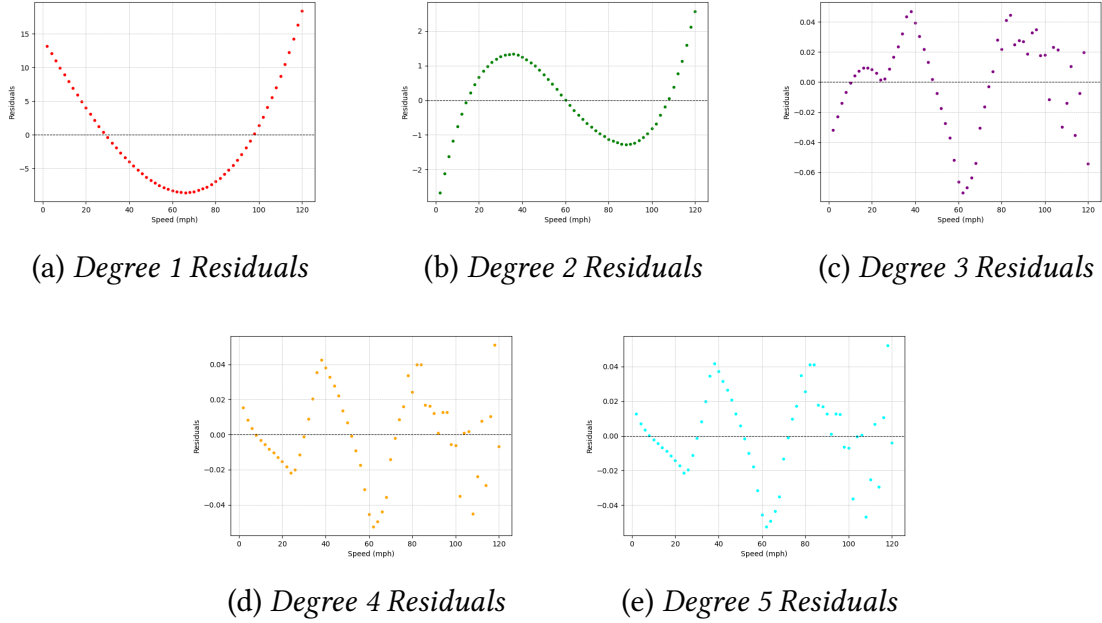 15
10
5
0
−5
0 20 40 60 80 100 120
Speed (mph)
Residuals
(a) Degree 1 Residuals
2
1
0
−1
−2
0 20 40 60 80 100 120
Speed (mph)
Residuals
(b) Degree 2 Residuals
0.04
0.02
0.00
−0.02
−0.04
−0.06
0 20 40 60 80 100 120
Speed (mph)
Residuals
(c) Degree 3 Residuals
0.04
0.02
0.00
−0.02
−0.04
0 20 40 60 80 100 120
Speed (mph)
Residuals
(d) Degree 4 Residuals
0.04
0.02
0.00
−0.02
−0.04
0 20 40 60 80 100 120
Speed (mph)
Residuals
(e) Degree 5 Residuals